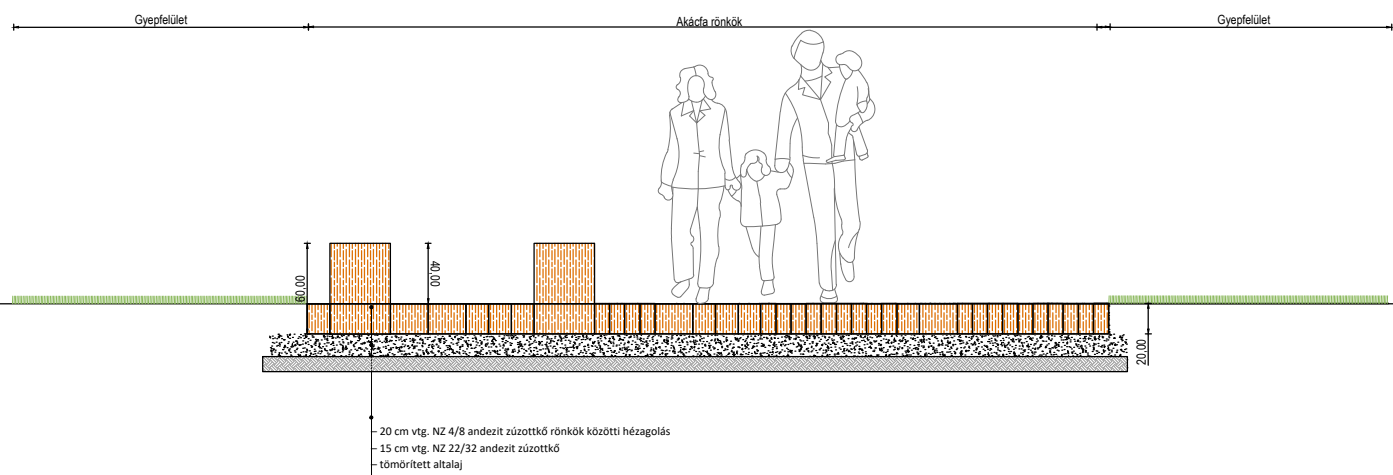 Gyepfelület
Akácfa rönkök
Gyepfelület
60,00
40,00
20,00
20 cm vtg. NZ 4/8 andezit zúzottkő rönkök közötti hézagolás
15 cm vtg. NZ 22/32 andezit zúzottkő
tömörített altalaj